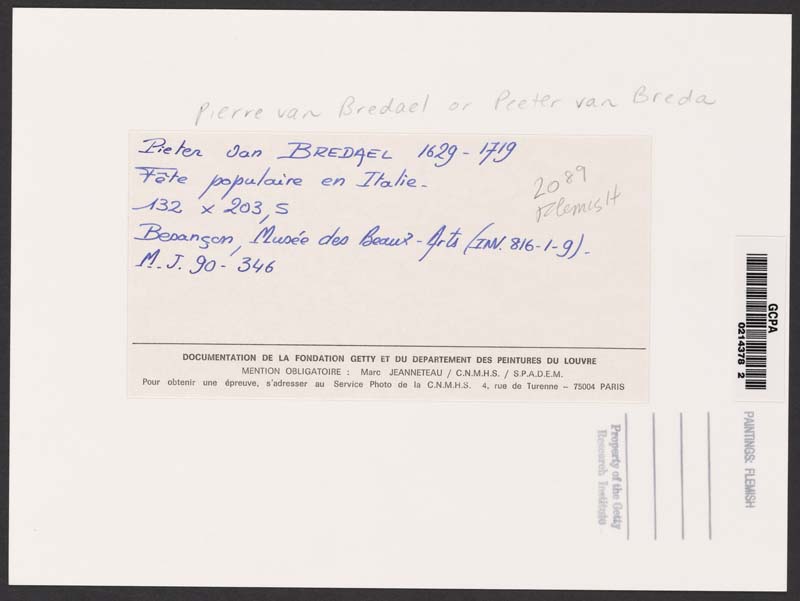 Pierre van Bredael or Peeter van Breda
Pieter van BREDAEL 1629-1719
Fête populaire en Italie-
132 x 203,5
2089
Flemish
Besançon, Musée des Beaux-Arts (INV. 816-1-9).
M.J. 90-346
DOCUMENTATION DE LA FONDATION GETTY ET DU DEPARTEMENT DES PEINTURES DU LOUVRE
MENTION OBLIGATOIRE : Marc JEANNETEAU / C.N.M.H.S. / S.P.A.D.E.M.
Pour obtenir une épreuve, s'adresser au Service Photo de la C.N.M.H.S. 4, rue de Turenne – 75004 PARIS
GCPA
0214378 2
PAINTINGS: FLEMISH
Property of the Getty
Research Institute